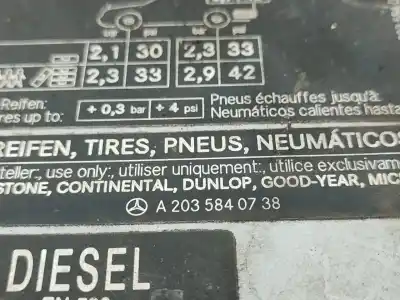 2,1 30 2,3 33
2,3 33 2,9 42
Reifen: Pneus échauffes jusqu'à:
res up to: + 0,3 bar + 4 psi Neumáticos calientes hasta
REIFEN, TIRES, PNEUS, NEUMÁTICOS
teller:, use only:, utiliser uniquement:, utilice exclusivam
STONE, CONTINENTAL, DUNLOP, GOOD-YEAR, MIC
A 203 584 07 38
DIESEL